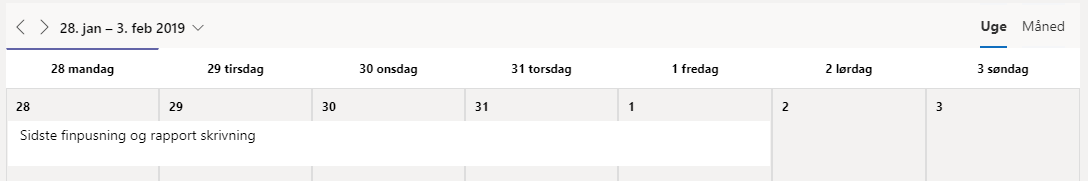 28. jan – 3. feb 2019
Uge Måned
28 mandag 29 tirsdag 30 onsdag 31 torsdag 1 fredag 2 lørdag 3 søndag
28 29 30 31 1 2 3
Sidste finpusning og rapport skrivning